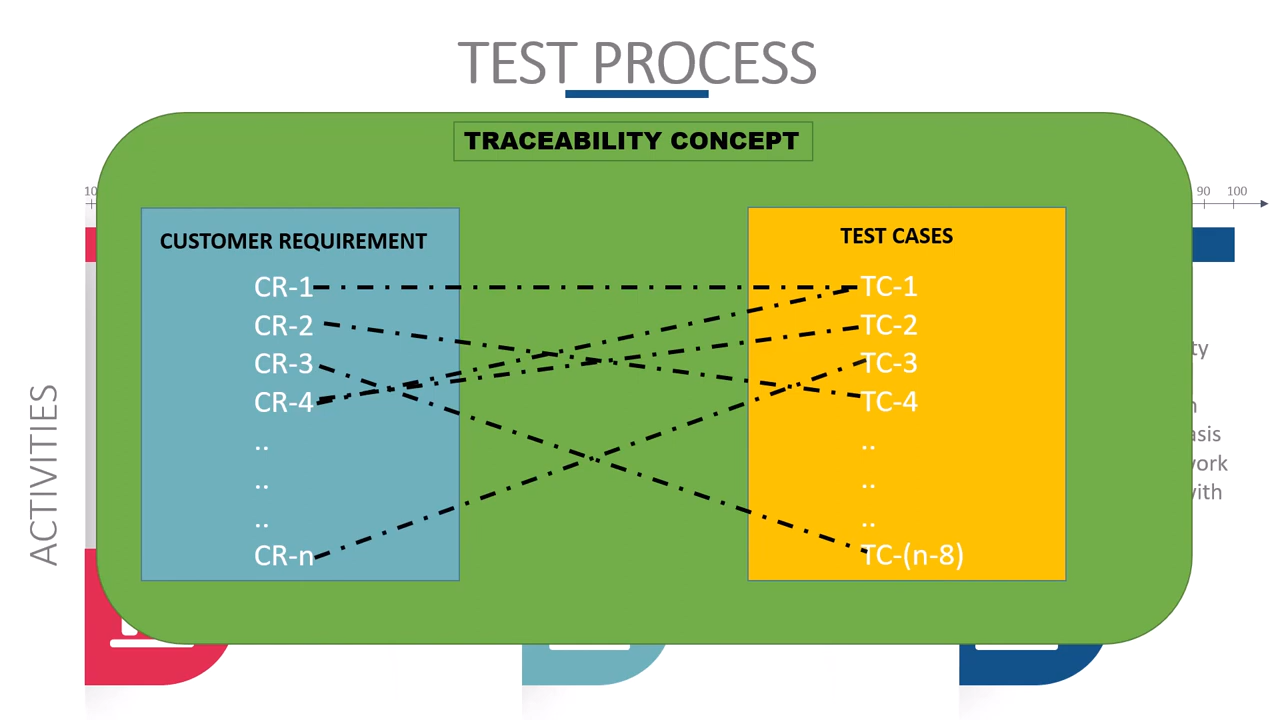 TEST PROCESS
TRACEABILITY CONCEPT
10
90 100
CUSTOMER REQUIREMENT
CR-1
CR-2
CR-3
CR-4
..
..
..
CR-n
TEST CASES
TC-1
TC-2
TC-3
TC-4
..
..
..
TC-(n-8)
ACTIVITIES
ty
n
asis
work
with